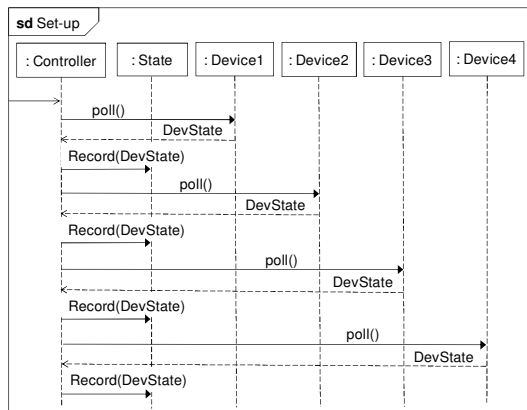 sd Set-up
: Controller : State : Device1 : Device2 : Device3 : Device4
poll()
DevState
Record(DevState)
poll()
DevState
Record(DevState)
poll()
DevState
Record(DevState)
poll()
DevState
Record(DevState)